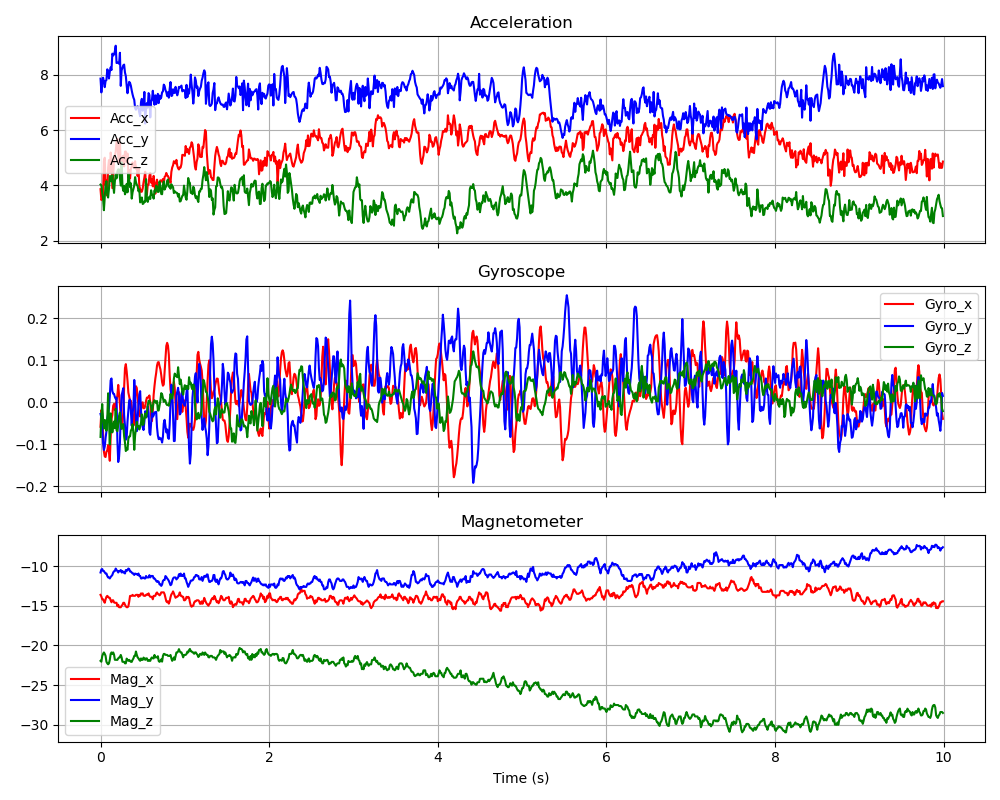 Acceleration
8
6
4
2
Acc_x
Acc_y
Acc_z
Gyroscope
0.2
0.1
0.0
−0.1
−0.2
Gyro_x
Gyro_y
Gyro_z
Magnetometer
−10
−15
−20
−25
−30
Mag_x
Mag_y
Mag_z
0 2 4 6 8 10
Time (s)